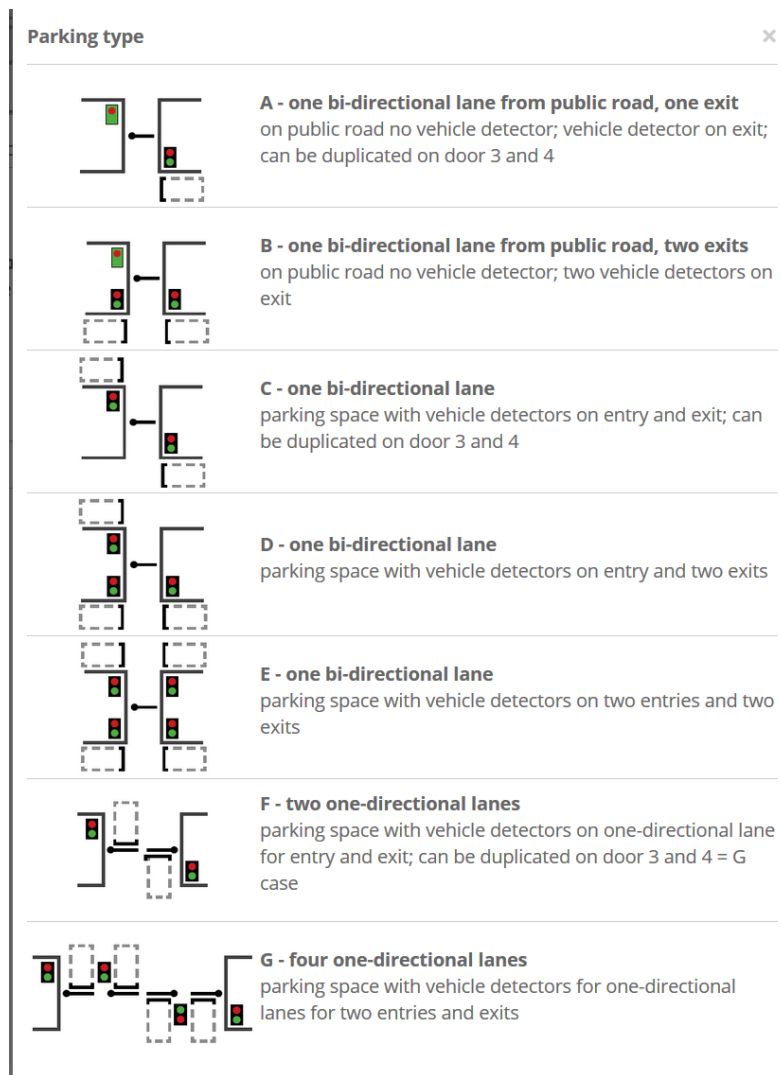 Parking type
×
A - one bi-directional lane from public road, one exit
on public road no vehicle detector; vehicle detector on exit;
can be duplicated on door 3 and 4
B - one bi-directional lane from public road, two exits
on public road no vehicle detector; two vehicle detectors on
exit
C - one bi-directional lane
parking space with vehicle detectors on entry and exit; can
be duplicated on door 3 and 4
D - one bi-directional lane
parking space with vehicle detectors on entry and two exits
E - one bi-directional lane
parking space with vehicle detectors on two entries and two
exits
F - two one-directional lanes
parking space with vehicle detectors on one-directional lane
for entry and exit; can be duplicated on door 3 and 4 = G
case
G - four one-directional lanes
parking space with vehicle detectors for one-directional
lanes for two entries and exits